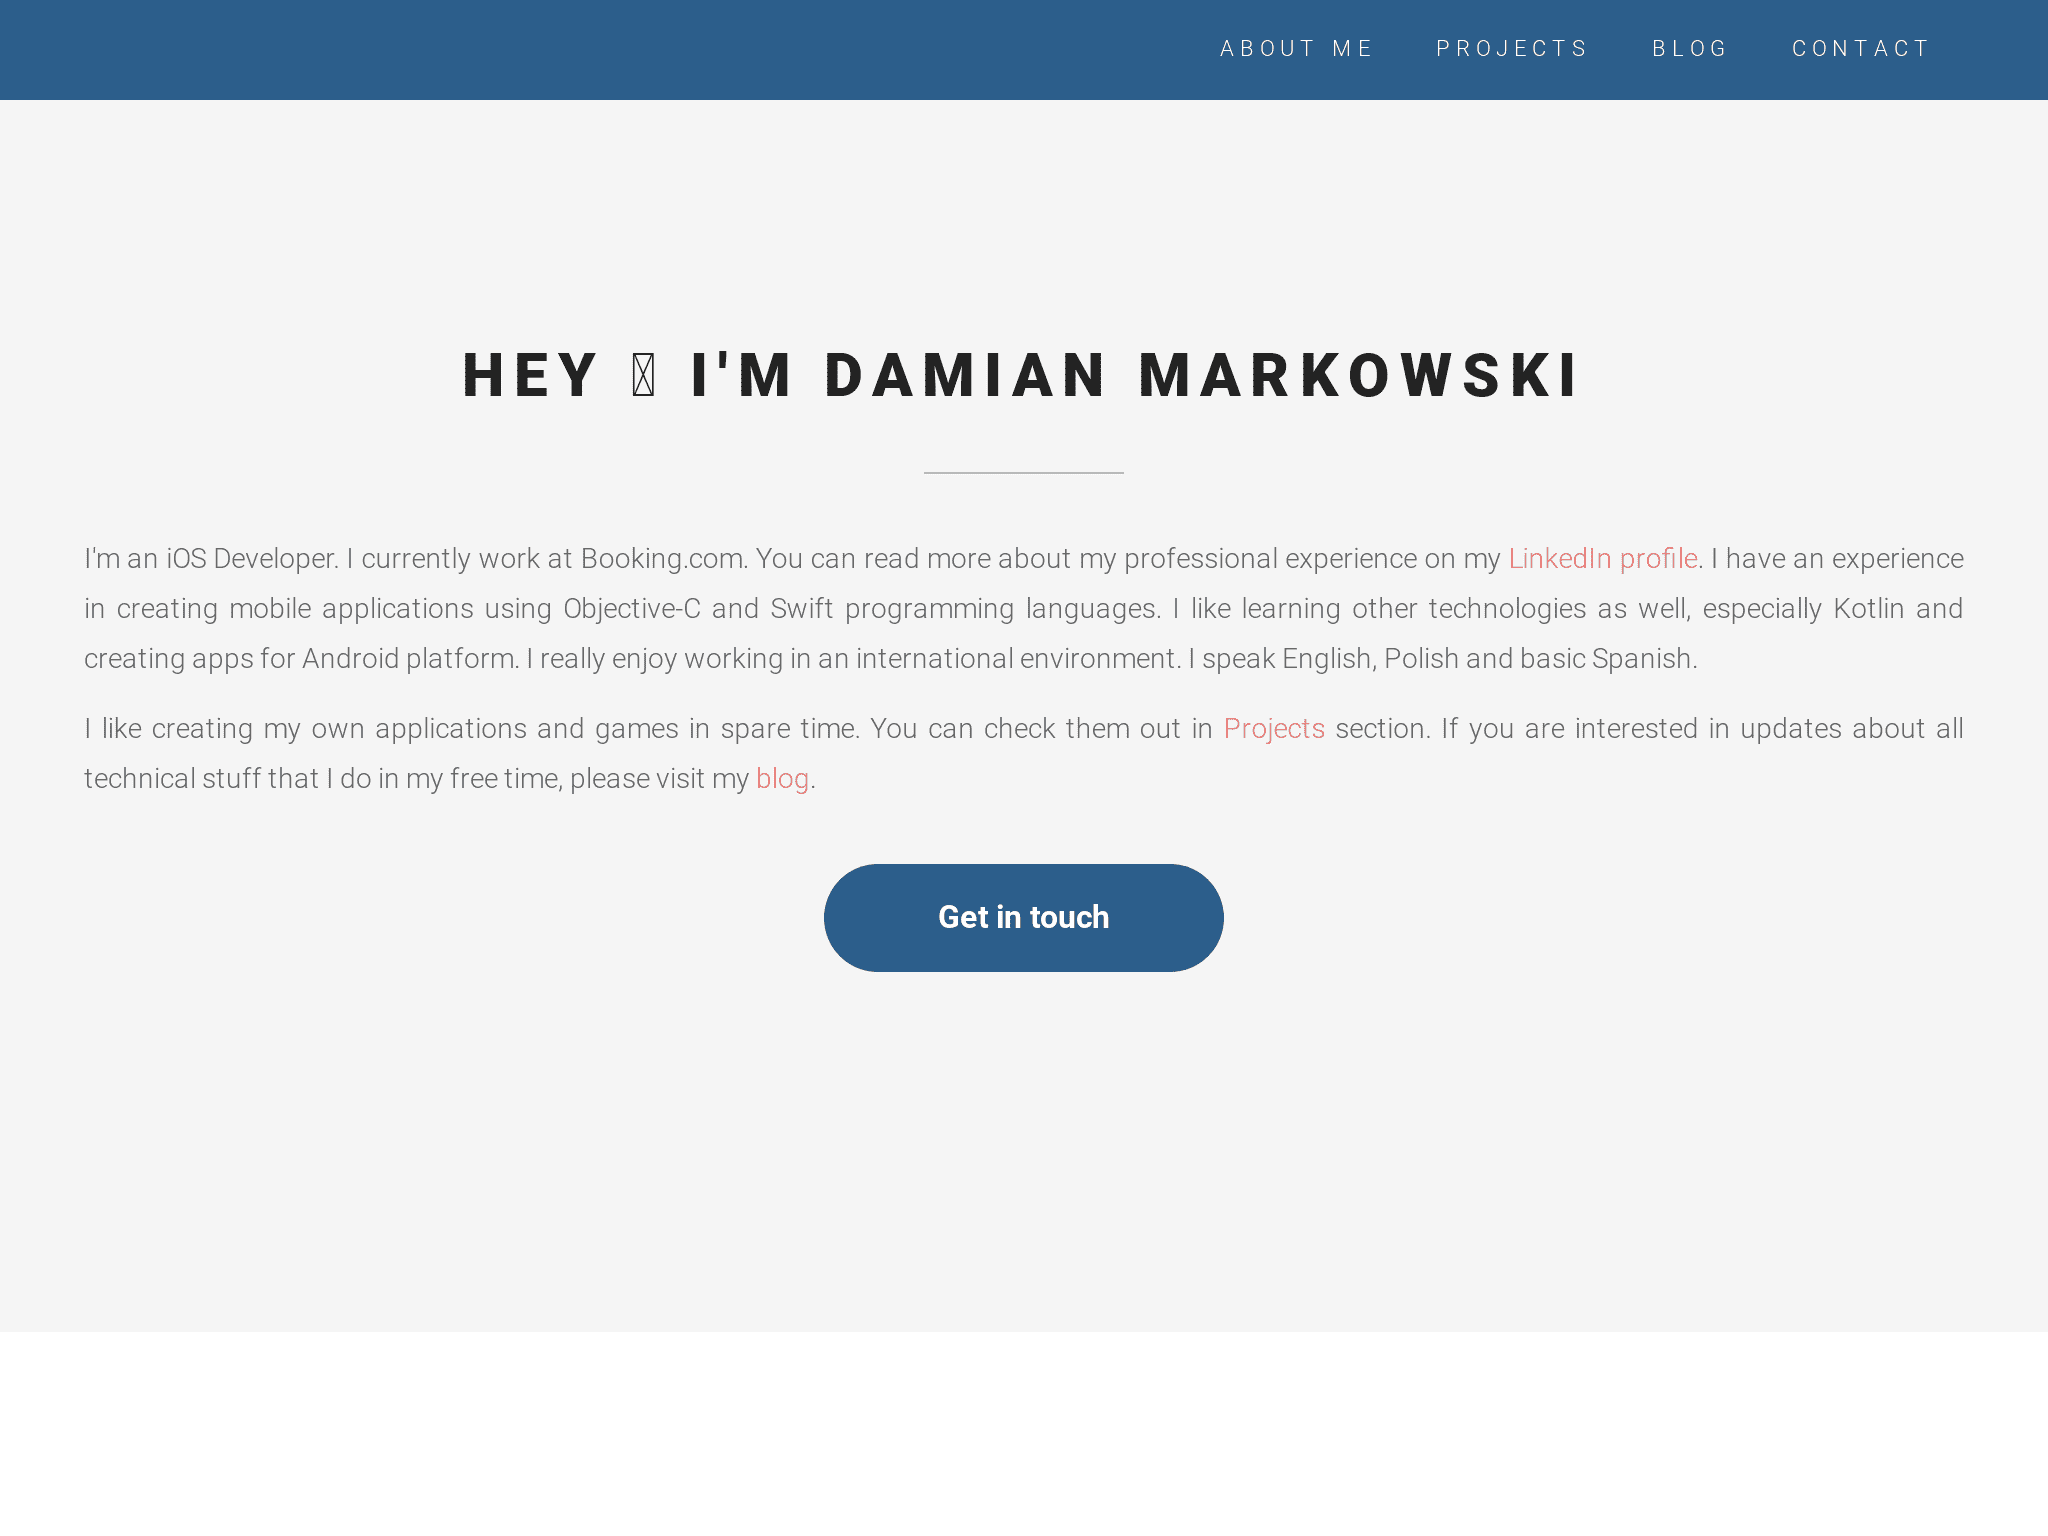 ABOUT ME PROJECTS BLOG CONTACT
HEY I'M DAMIAN MARKOWSKI
I'm an iOS Developer. I currently work at Booking.com. You can read more about my professional experience on my LinkedIn profile. I have an experience
in creating mobile applications using Objective-C and Swift programming languages. I like learning other technologies as well, especially Kotlin and
creating apps for Android platform. I really enjoy working in an international environment. I speak English, Polish and basic Spanish.
I like creating my own applications and games in spare time. You can check them out in Projects section. If you are interested in updates about all
technical stuff that I do in my free time, please visit my blog.
Get in touch